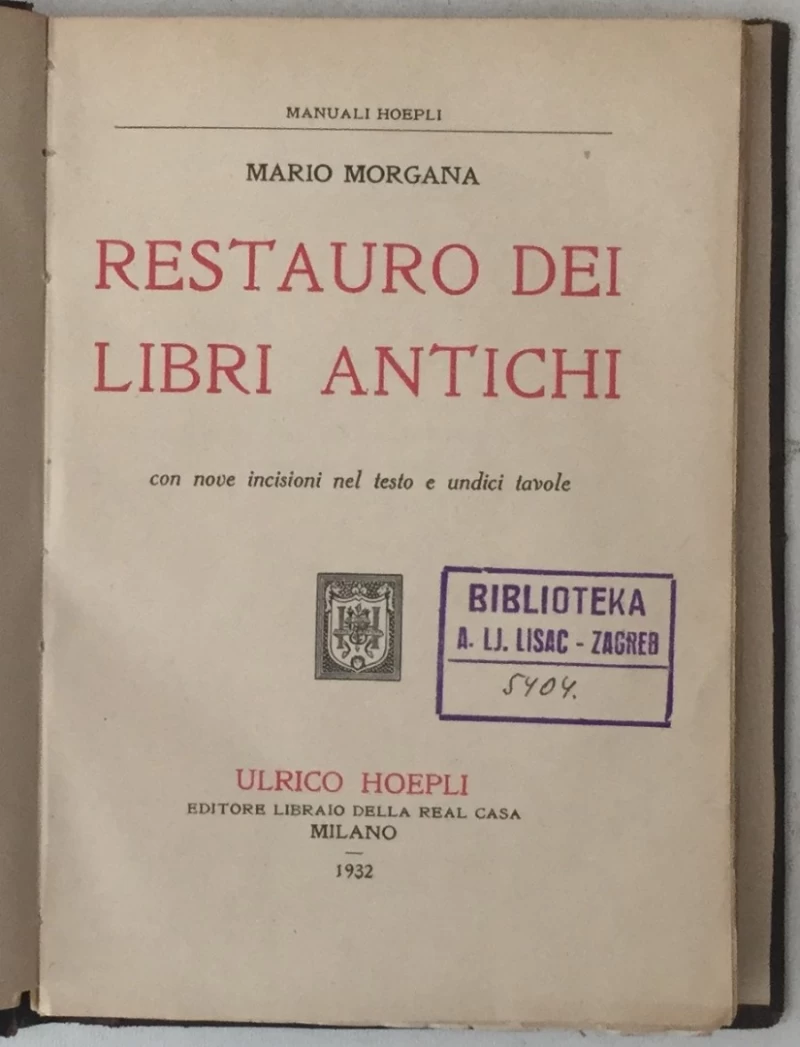 MANUALI HOEPLI
MARIO MORGANA
RESTAURO DEI
LIBRI ANTICHI
con nove incisioni nel testo e undici tavole
BIBLIOTEKA
A. LJ. LISAC - ZAGREB
5404.
ULRICO HOEPLI
EDITORE LIBRAIO DELLA REAL CASA
MILANO
1932